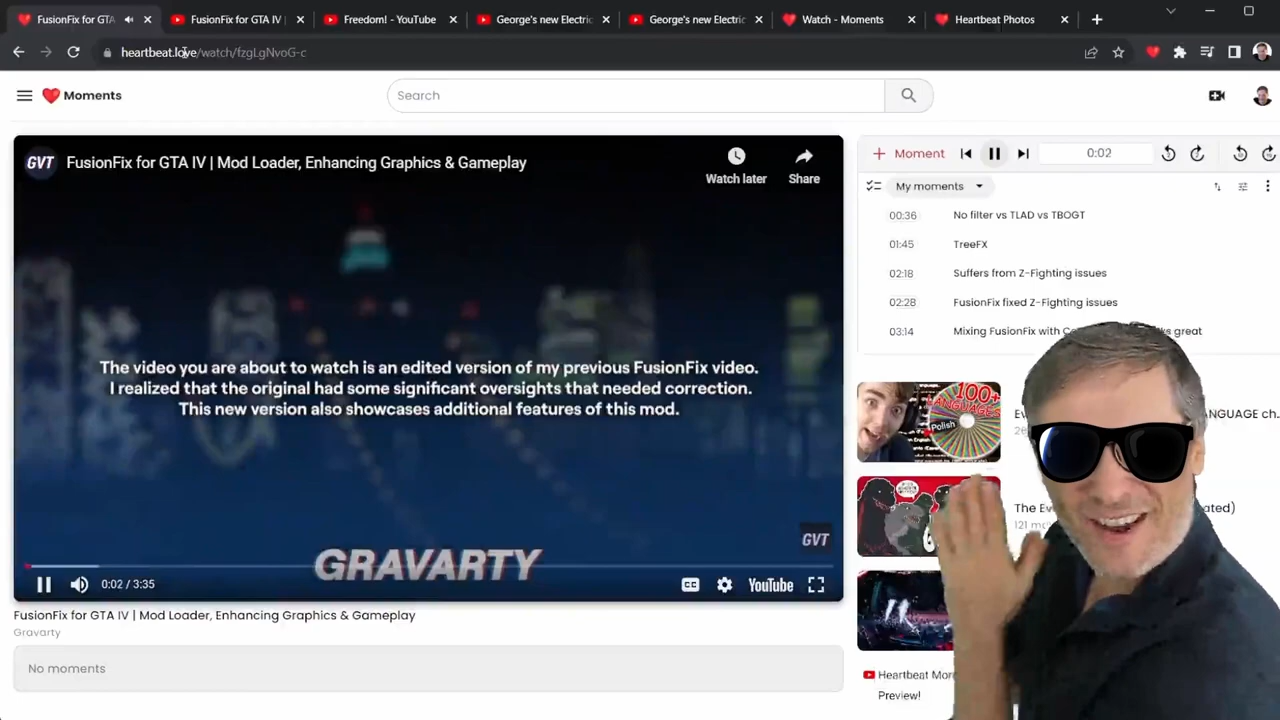 FusionFix for GTA
FusionFix for GTA IV |
Freedom! - YouTube
George's new Electric
George's new Electric
Watch - Moments
Heartbeat Photos
heartbeat.love/watch/fzgLgNvoG-c
Moments
Search
GVT
FusionFix for GTA IV | Mod Loader, Enhancing Graphics & Gameplay
Watch later
Share
The video you are about to watch is an edited version of my previous FusionFix video.
I realized that the original had some significant oversights that needed correction.
This new version also showcases additional features of this mod.
GVT
GRAVARTY
0:02 / 3:35
CC
YouTube
FusionFix for GTA IV | Mod Loader, Enhancing Graphics & Gameplay
Gravarty
No moments
+ Moment
0:02
My moments
00:36 No filter vs TLAD vs TBOGT
01:45 TreeFX
02:18 Suffers from Z-Fighting issues
02:28 FusionFix fixed Z-Fighting issues
03:14 Mixing FusionFix with great
100+
LANGUAGES
Polish
LANGUAGE ch...
The
Heartbeat
Preview!